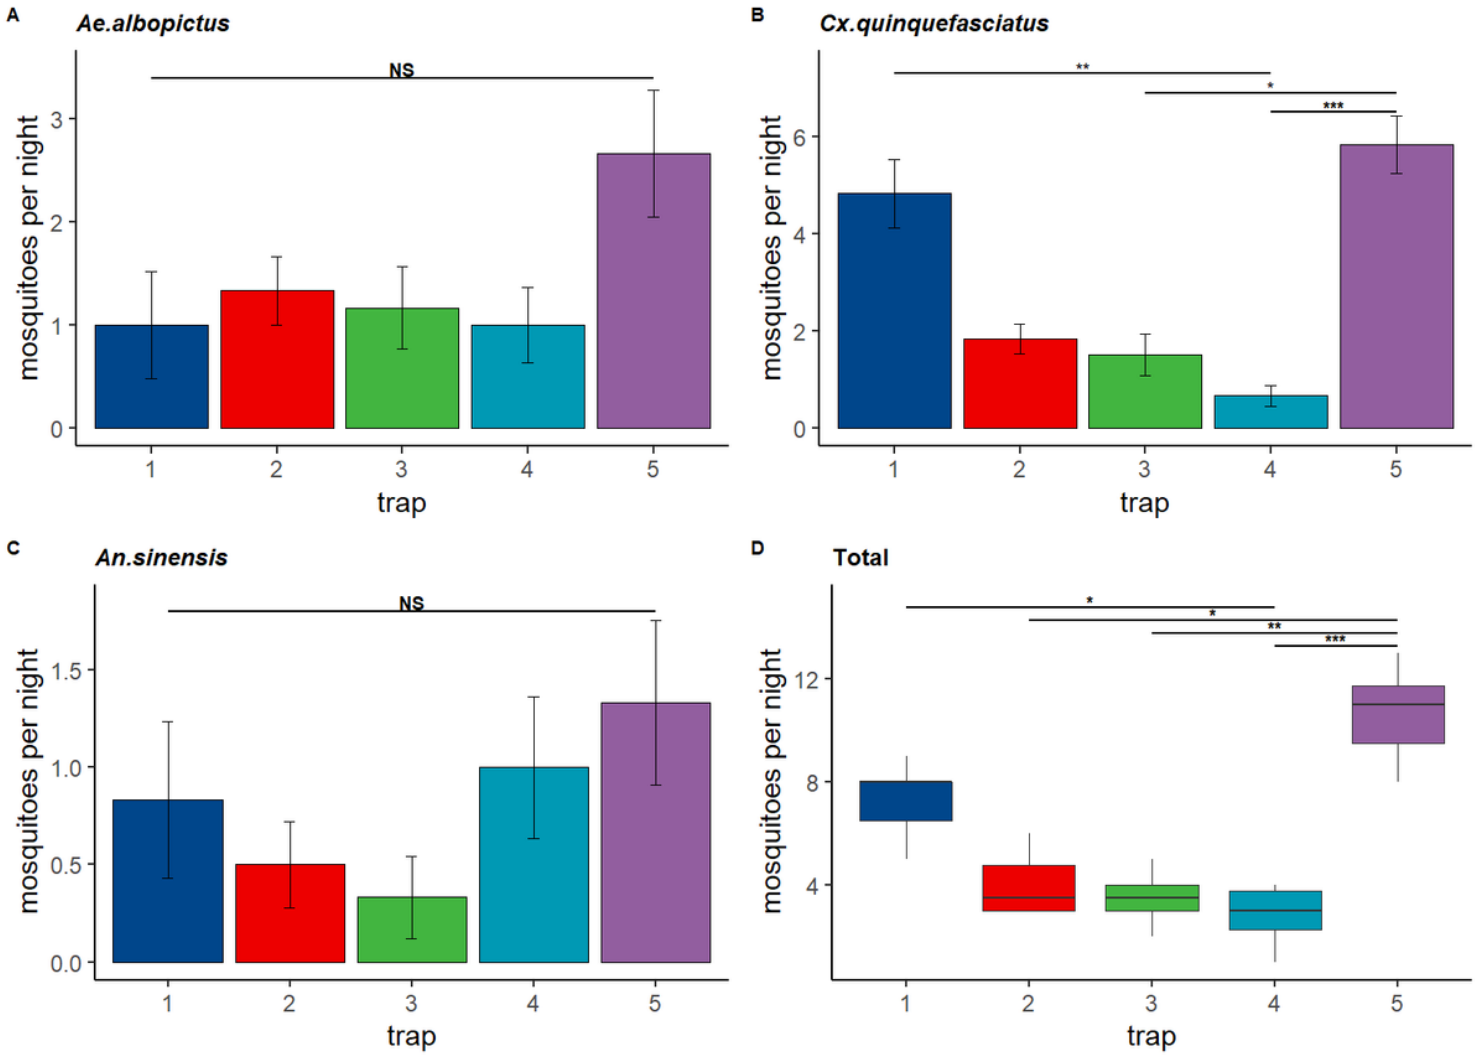 A
Ae.albopictus
NS
mosquitoes per night
3
2
1
0
1 2 3 4 5
trap
B
Cx.quinquefasciatus
**
*
***
mosquitoes per night
6
4
2
0
1 2 3 4 5
trap
C
An.sinensis
NS
mosquitoes per night
1.5
1.0
0.5
0.0
1 2 3 4 5
trap
D
Total
*
*
**
***
mosquitoes per night
12
8
4
1 2 3 4 5
trap